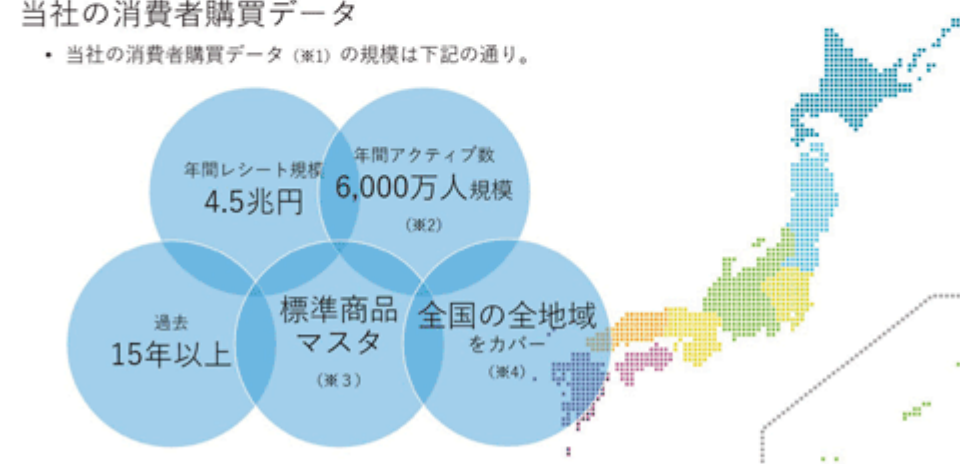 当社の消費者購買データ
・ 当社の消費者購買データ（※1）の規模は下記の通り。
年間レシート規模
4.5兆円
年間アクティブ数
6,000万人規模
（※2）
過去
15年以上
標準商品
マスタ
（※３）
全国の全地域
をカバー
（※4）